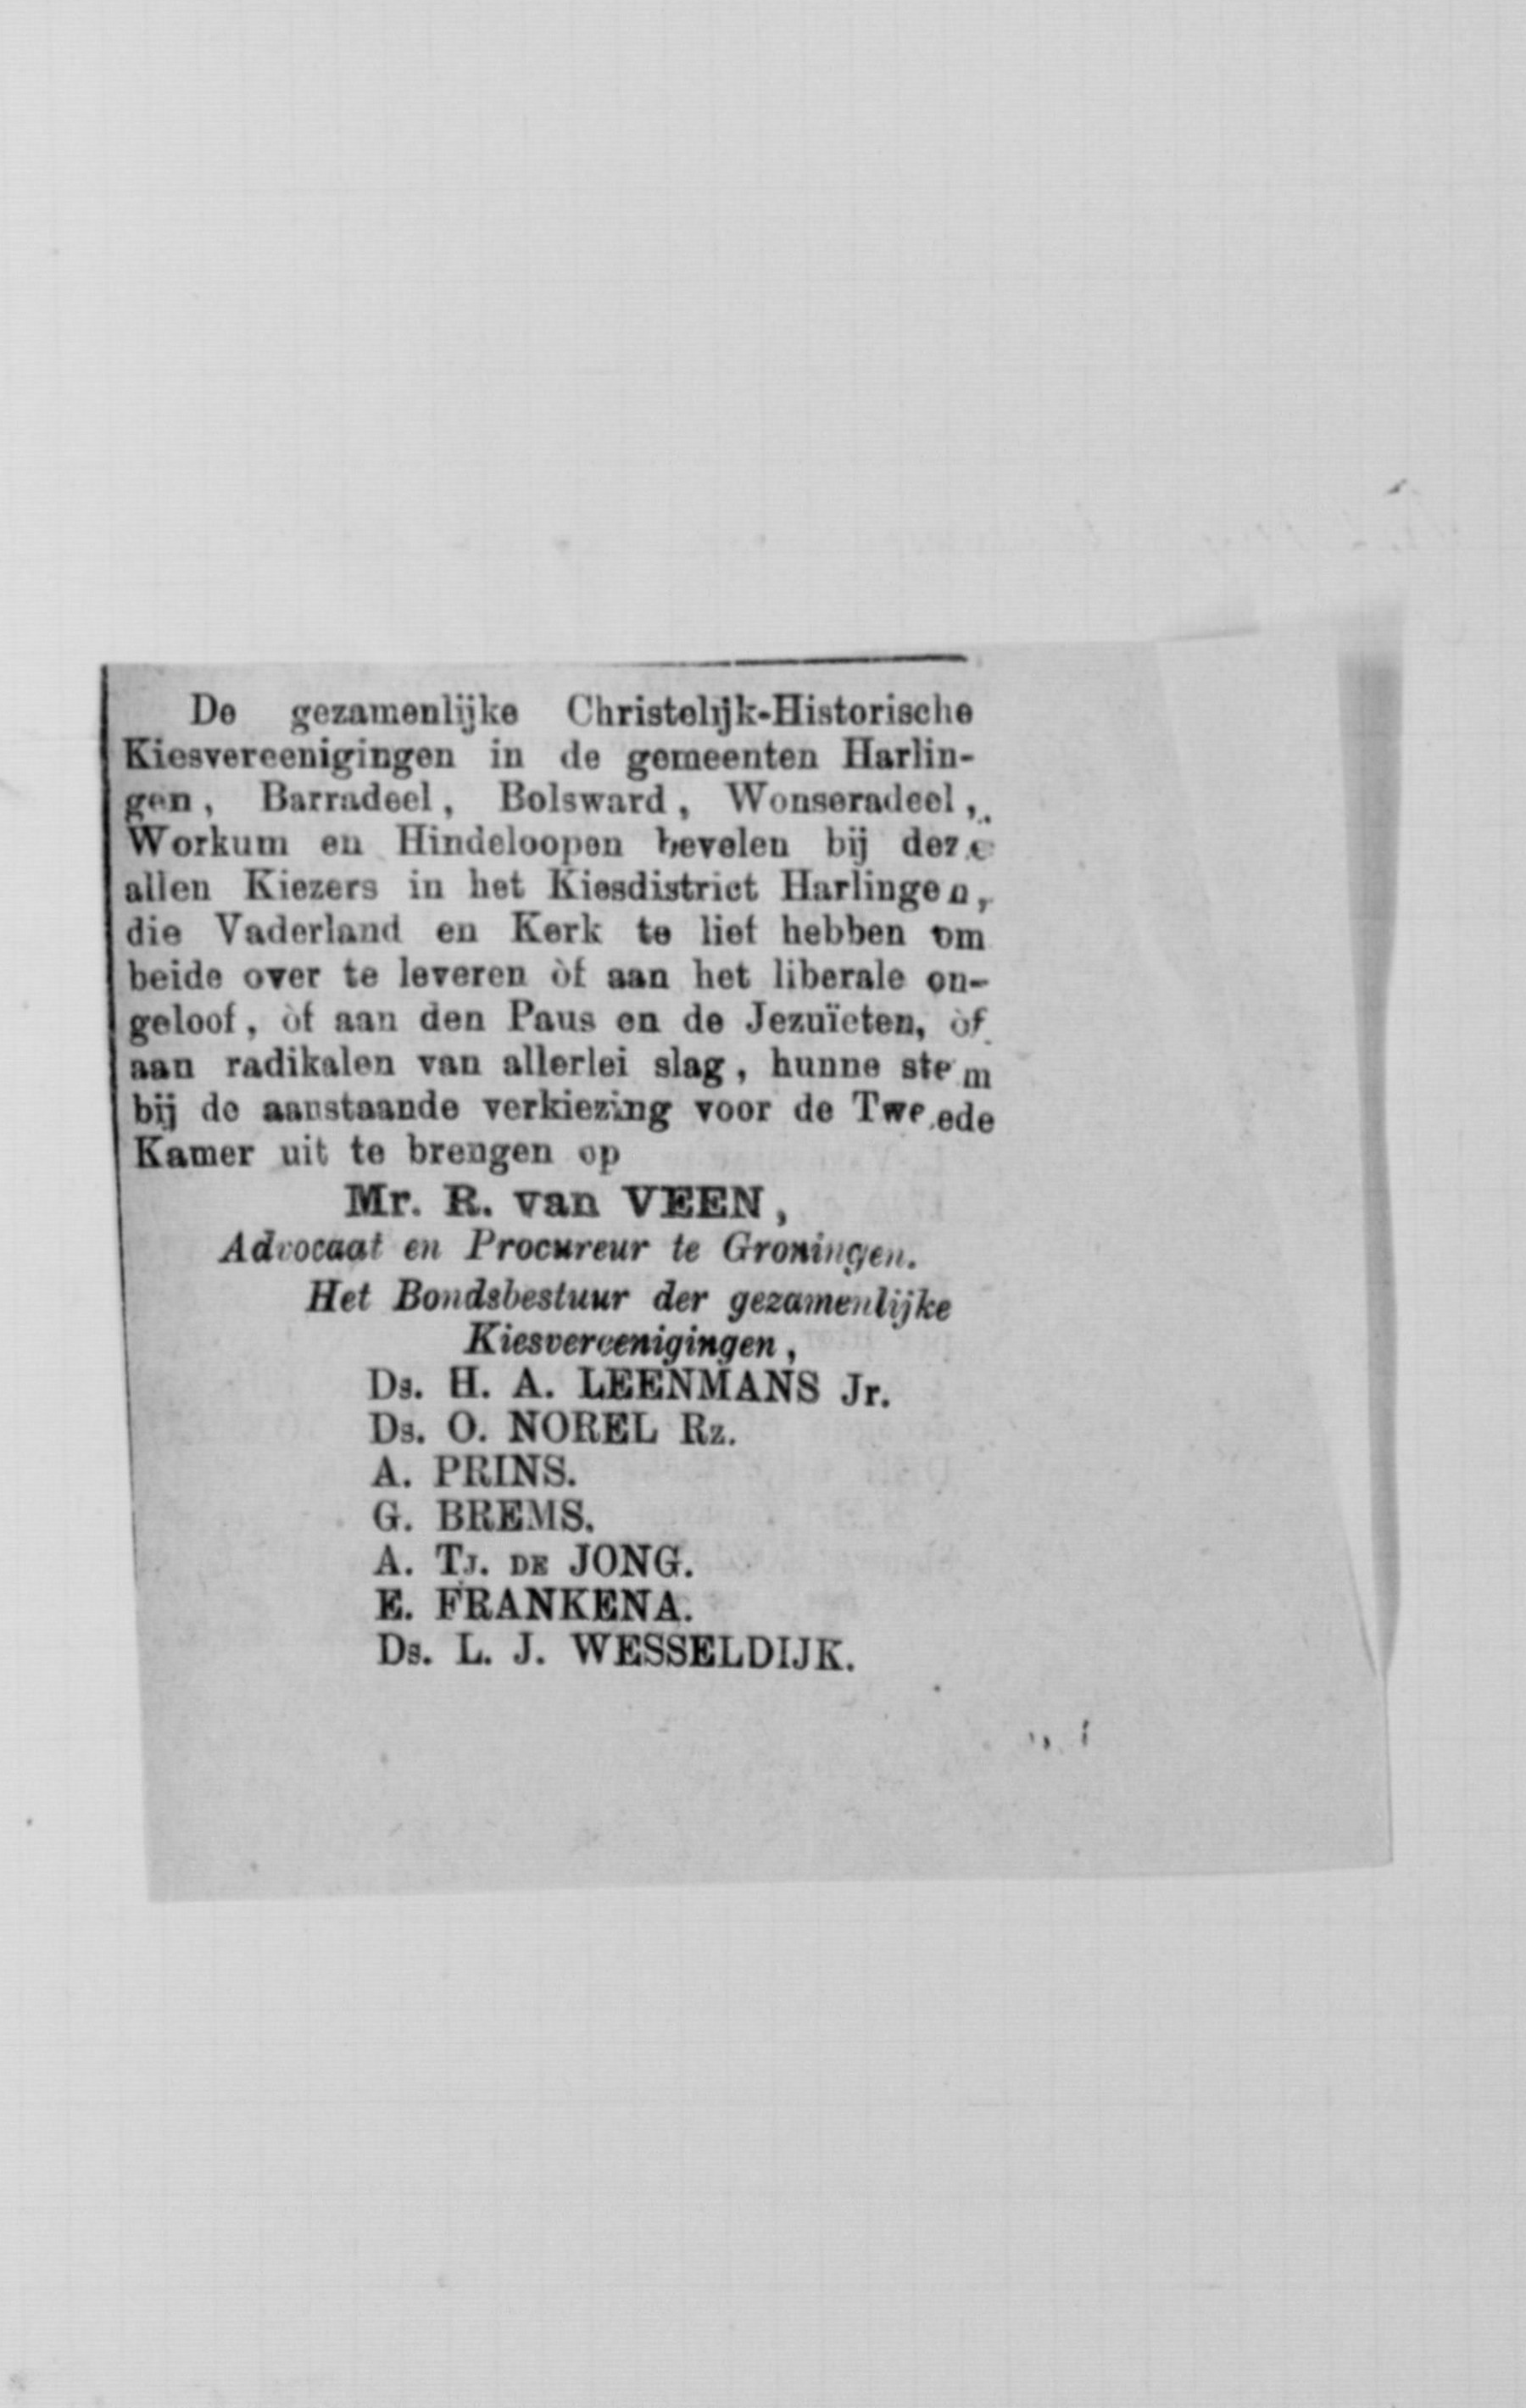 De gezamenlijke Christelijk-Historische
Kiesvereenigingen in de gemeenten Harlin-
gen, Barradeel, Bolsward, Wonseradeel,
Workum en Hindeloopen bevelen bij deze
allen Kiezers in het Kiesdistrict Harlingen,
die Vaderland en Kerk te lief hebben om
beide over te leveren òf aan het liberale on-
geloof, òf aan den Paus en de Jezuïeten, òf
aan radikalen van allerlei slag, hunne stem
bij de aanstaande verkiezing voor de Tweede
Kamer uit te brengen op
Mr. R. van VEEN,
Advocaat en Procureur te Groningen.
Het Bondsbestuur der gezamenlijke
Kiesvereenigingen,
Ds. H. A. LEENMANS Jr.
Ds. O. NOREL Rz.
A. PRINS.
G. BREMS.
A. TJ. DE JONG.
E. FRANKENA.
Ds. L. J. WESSELDIJK.